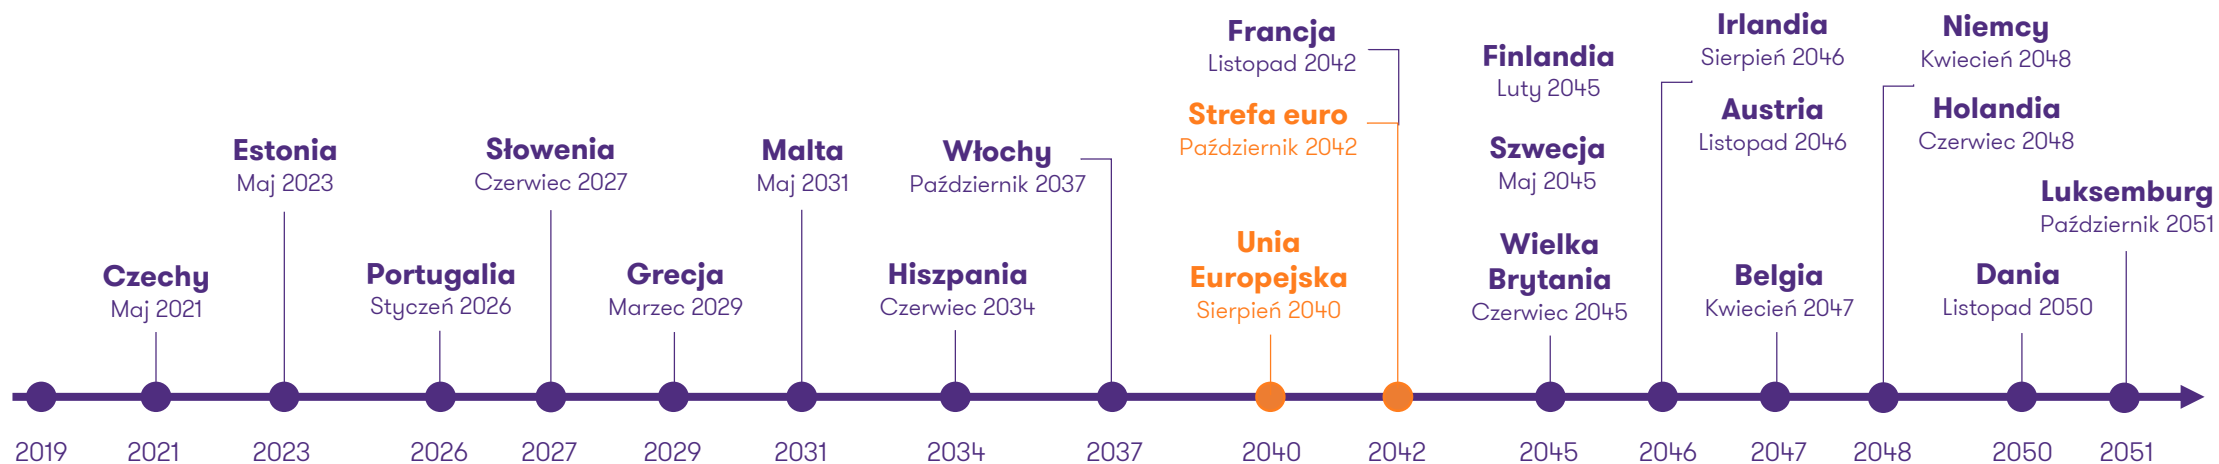 Czechy
Maj 2021
Estonia
Maj 2023
Portugalia
Styczeń 2026
Słowenia
Czerwiec 2027
Grecja
Marzec 2029
Malta
Maj 2031
Hiszpania
Czerwiec 2034
Włochy
Październik 2037
Unia
Europejska
Sierpień 2040
Francja
Listopad 2042
Strefa euro
Październik 2042
Finlandia
Luty 2045
Szwecja
Maj 2045
Wielka
Brytania
Czerwiec 2045
Irlandia
Sierpień 2046
Austria
Listopad 2046
Belgia
Kwiecień 2047
Niemcy
Kwiecień 2048
Holandia
Czerwiec 2048
Dania
Listopad 2050
Luksemburg
Październik 2051
2019 2021 2023 2026 2027 2029 2031 2034 2037 2040 2042 2045 2046 2047 2048 2050 2051